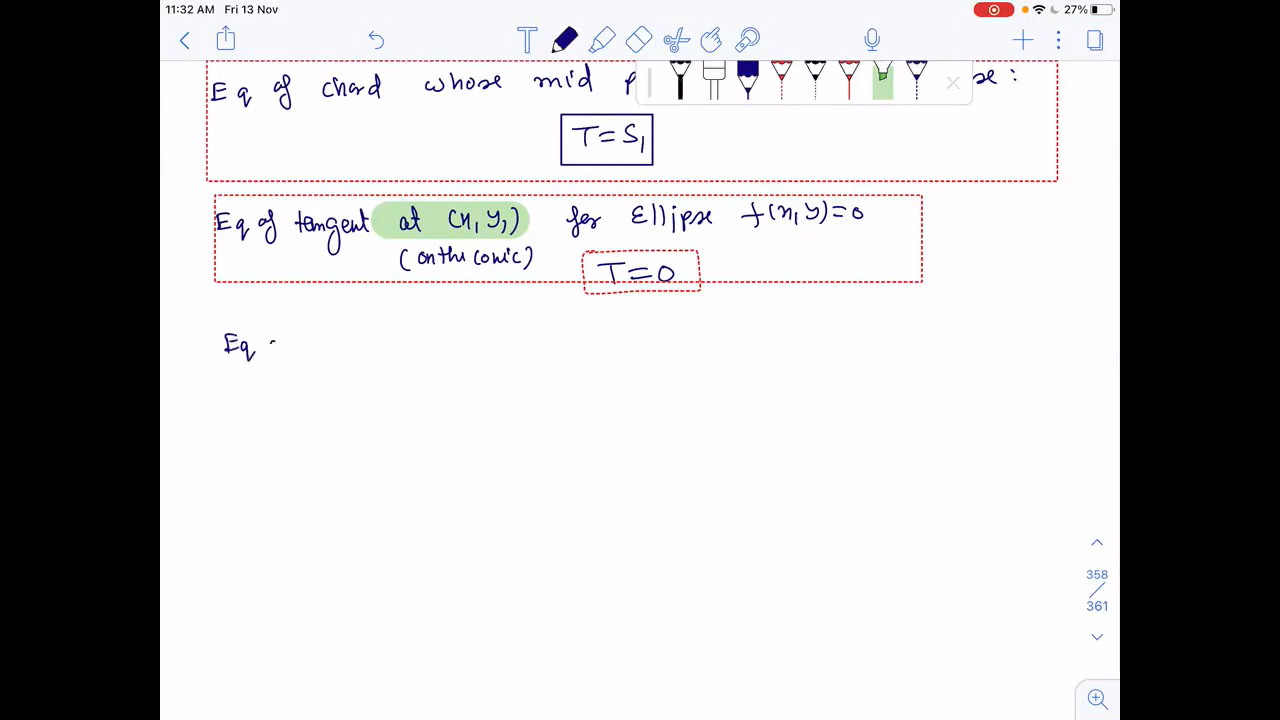 11:32 AM Fri 13 Nov
27%
T
Eq of chord whose mid p se :
T=S₁
Eq of tangent at (x₁ y₁) for Ellipse f(x,y)=0
(on the conic)
T=0
Eq
358
361